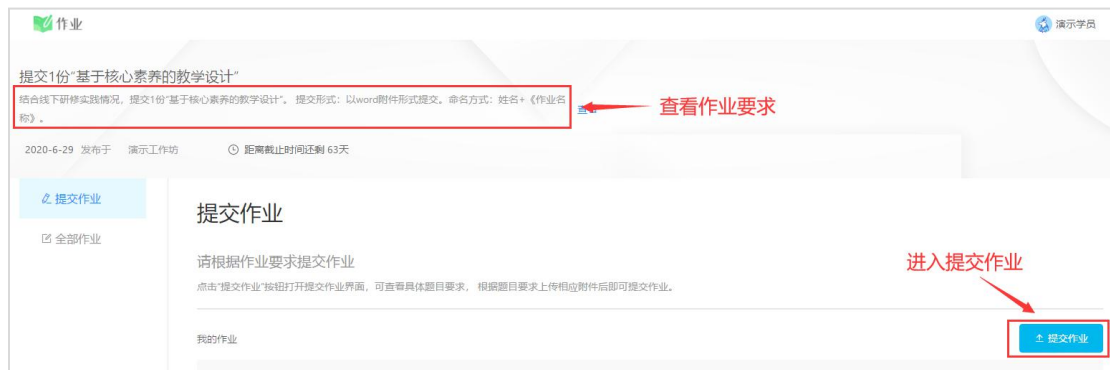 作业
演示学员
提交1份“基于核心素养的教学设计”
结合线下研修实践情况，提交1份“基于核心素养的教学设计”。 提交形式：以word附件形式提交。命名方式：姓名+《作业名
称》。
查看作业要求
2020-6-29 发布于 演示工作坊 距离截止时间还剩 63天
提交作业
全部作业
提交作业
请根据作业要求提交作业
点击“提交作业”按钮打开提交作业界面，可查看具体题目要求， 根据题目要求上传相应附件后即可提交作业。
进入提交作业
我的作业
提交作业